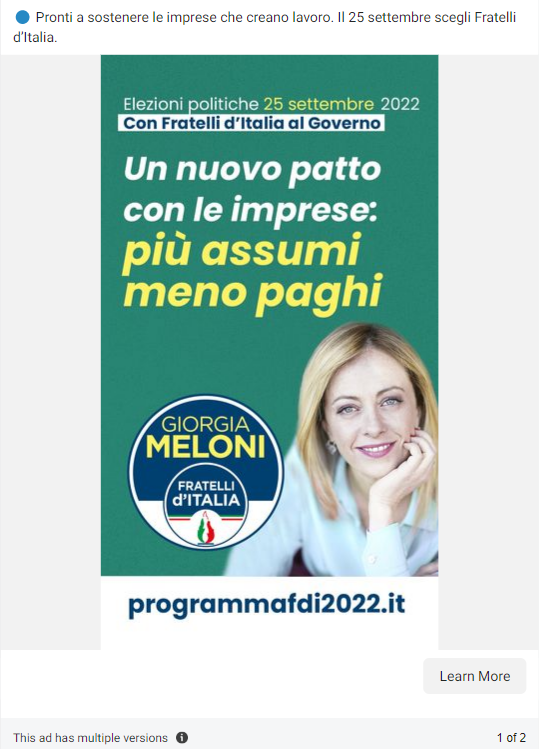 🔵 Pronti a sostenere le imprese che creano lavoro. Il 25 settembre scegli Fratelli
d'Italia.
Elezioni politiche 25 settembre 2022
Con Fratelli d'Italia al Governo
Un nuovo patto
con le imprese:
più assumi
meno paghi
GIORGIA
MELONI
FRATELLI
d'ITALIA
programmafdi2022.it
Learn More
This ad has multiple versions
1 of 2